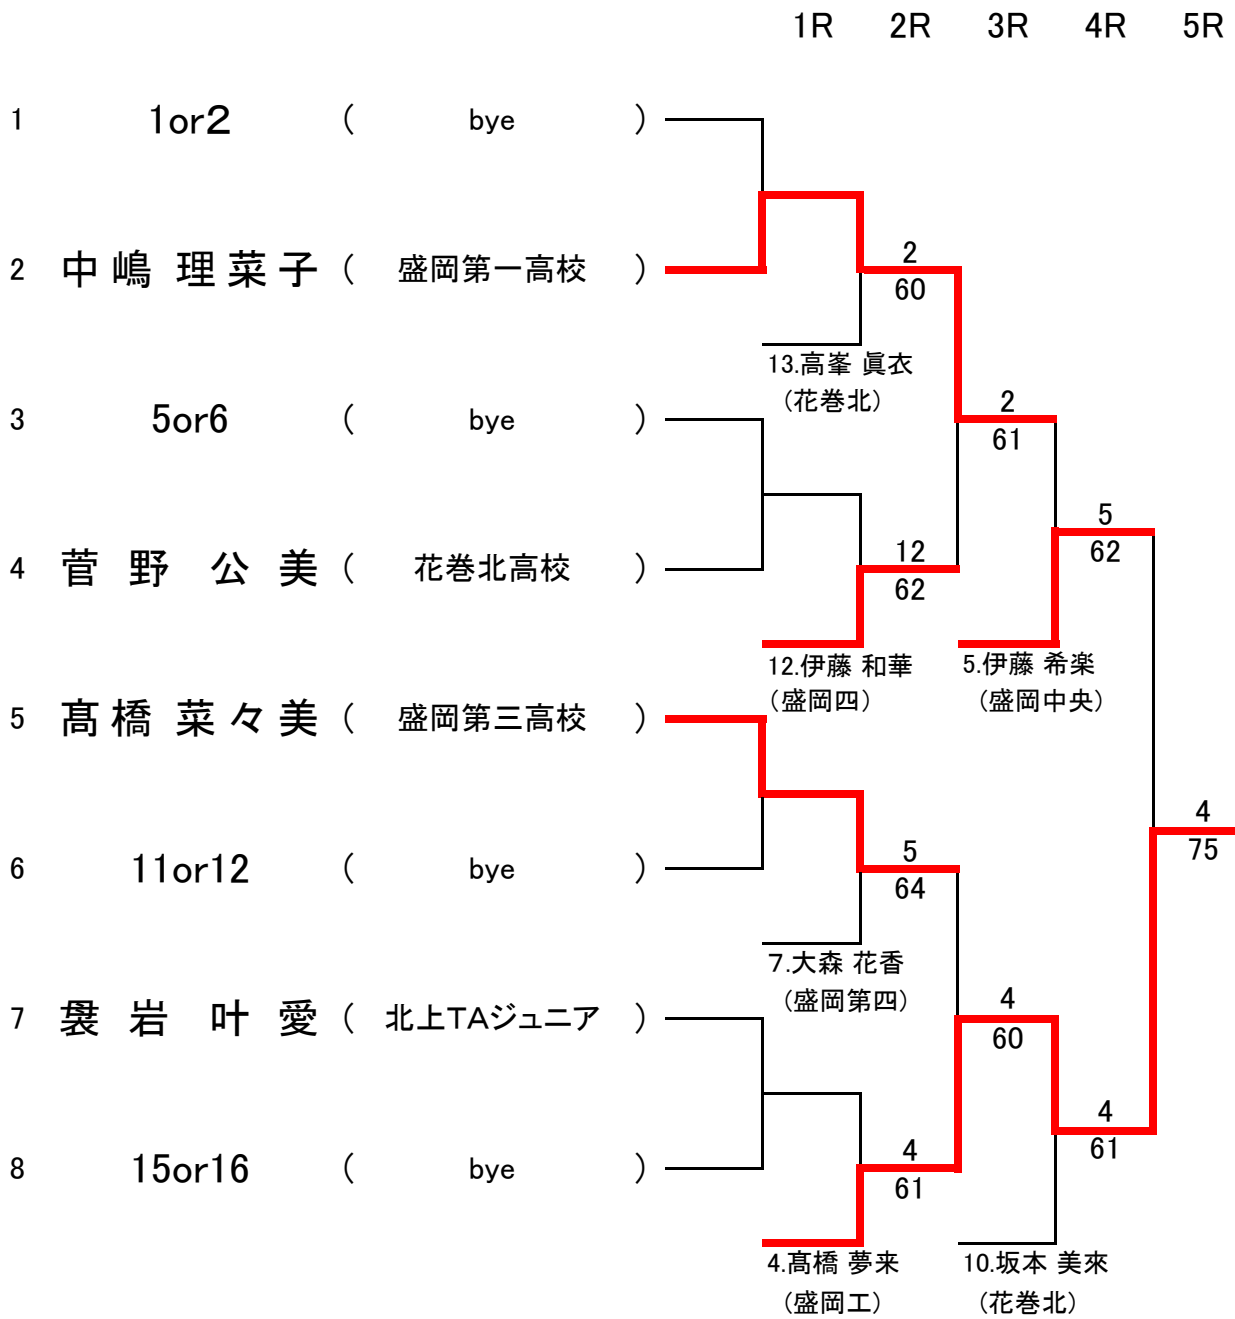 1R 2R 3R 4R 5R
1 1or2 ( bye )
2 中嶋 理菜子 ( 盛岡第一高校 )
2
60
13.高峯 眞衣
(花巻北)
3 5or6 ( bye )
2
61
4 菅野 公美 ( 花巻北高校 )
12
62
5
62
12.伊藤 和華
(盛岡四)
5.伊藤 希楽
(盛岡中央)
5 髙橋 菜々美 ( 盛岡第三高校 )
4
75
6 11or12 ( bye )
5
64
7.大森 花香
(盛岡第四)
7 袰岩 叶愛 ( 北上TAジュニア )
4
60
8 15or16 ( bye )
4
61
4
61
4.髙橋 夢来
(盛岡工)
10.坂本 美來
(花巻北)